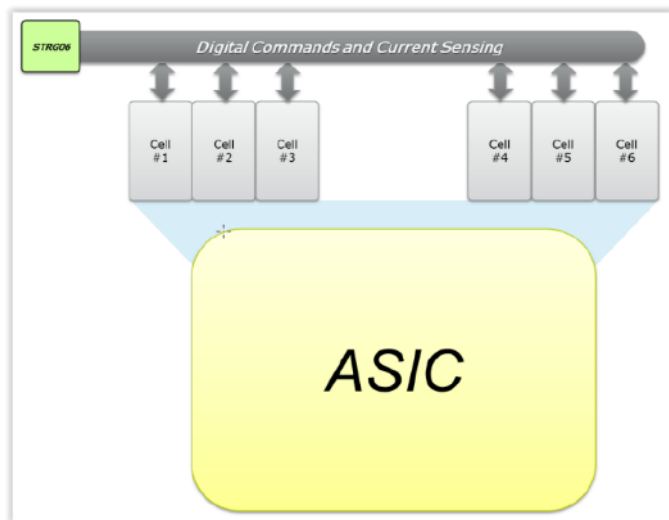 STRG06
Digital Commands and Current Sensing
Cell
#1
Cell
#2
Cell
#3
Cell
#4
Cell
#5
Cell
#6
ASIC